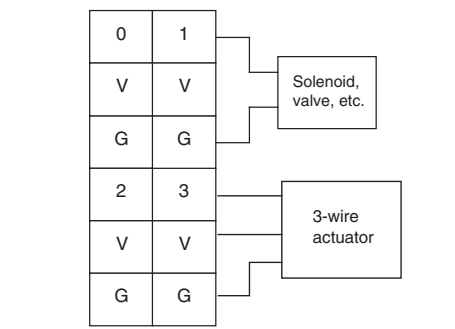 0 1
Solenoid,
valve, etc.
V V
G G
2 3
3-wire
actuator
V V
G G